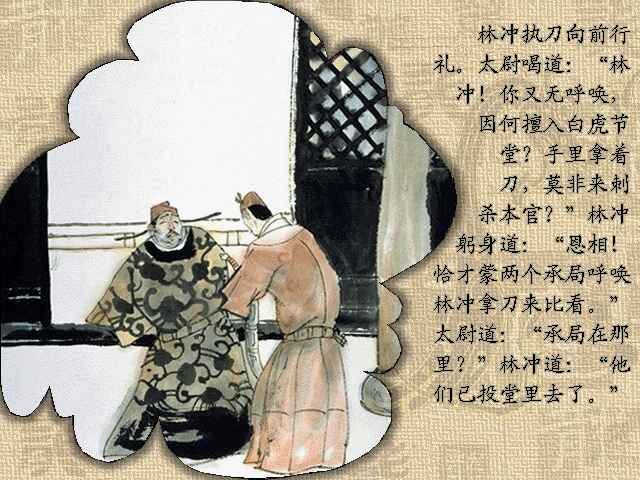 林冲执刀向前行
礼。太尉喝道：“林
冲！你又无呼唤，
因何擅入白虎节
堂？手里拿着
刀，莫非来刺
杀本官？”林冲
躬身道：“恩相！
恰才蒙两个承局呼唤
林冲拿刀来比看。”
太尉道：“承局在那
里？”林冲道：“他
们已投堂里去了。”